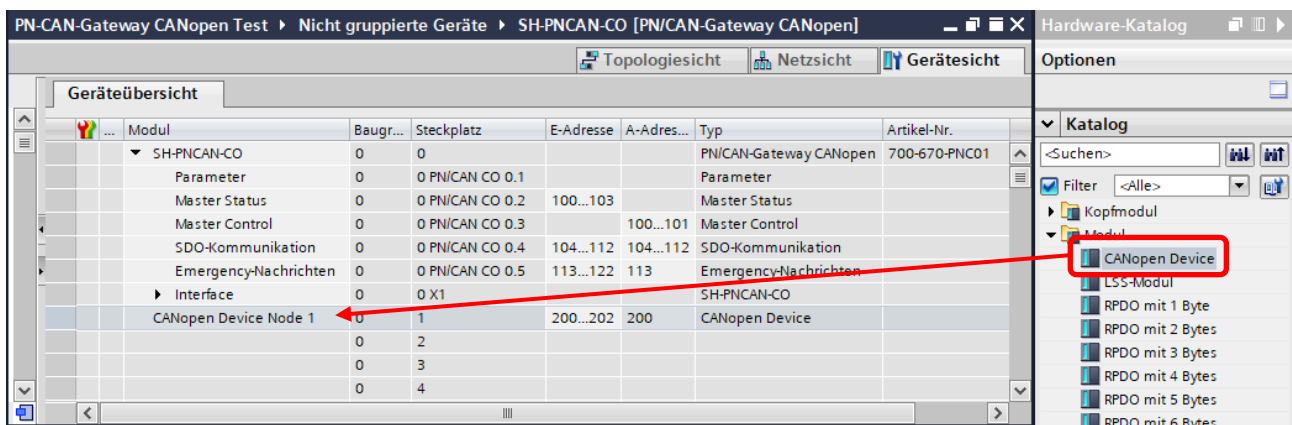 PN-CAN-Gateway CANopen Test ▸ Nicht gruppierte Geräte ▸ SH-PNCAN-CO [PN/CAN-Gateway CANopen]
Hardware-Katalog
Topologiesicht Netzsicht Gerätesicht
Optionen
Geräteübersicht
... Modul Baugr... Steckplatz E-Adresse A-Adres... Typ Artikel-Nr.
SH-PNCAN-CO 0 0 PN/CAN-Gateway CANopen 700-670-PNC01
Parameter 0 0 PN/CAN CO 0.1 Parameter
Master Status 0 0 PN/CAN CO 0.2 100...103 Master Status
Master Control 0 0 PN/CAN CO 0.3 100...101 Master Control
SDO-Kommunikation 0 0 PN/CAN CO 0.4 104...112 104...112 SDO-Kommunikation
Emergency-Nachrichten 0 0 PN/CAN CO 0.5 113...122 113 Emergency-Nachrichten
Interface 0 0 X1 SH-PNCAN-CO
CANopen Device Node 1 0 1 200...202 200 CANopen Device
0 2
0 3
0 4
Katalog
<Suchen>
Filter <Alle>
Kopfmodul
Modul
CANopen Device
LSS-Modul
RPDO mit 1 Byte
RPDO mit 2 Bytes
RPDO mit 3 Bytes
RPDO mit 4 Bytes
RPDO mit 5 Bytes
RPDO mit 6 Bytes